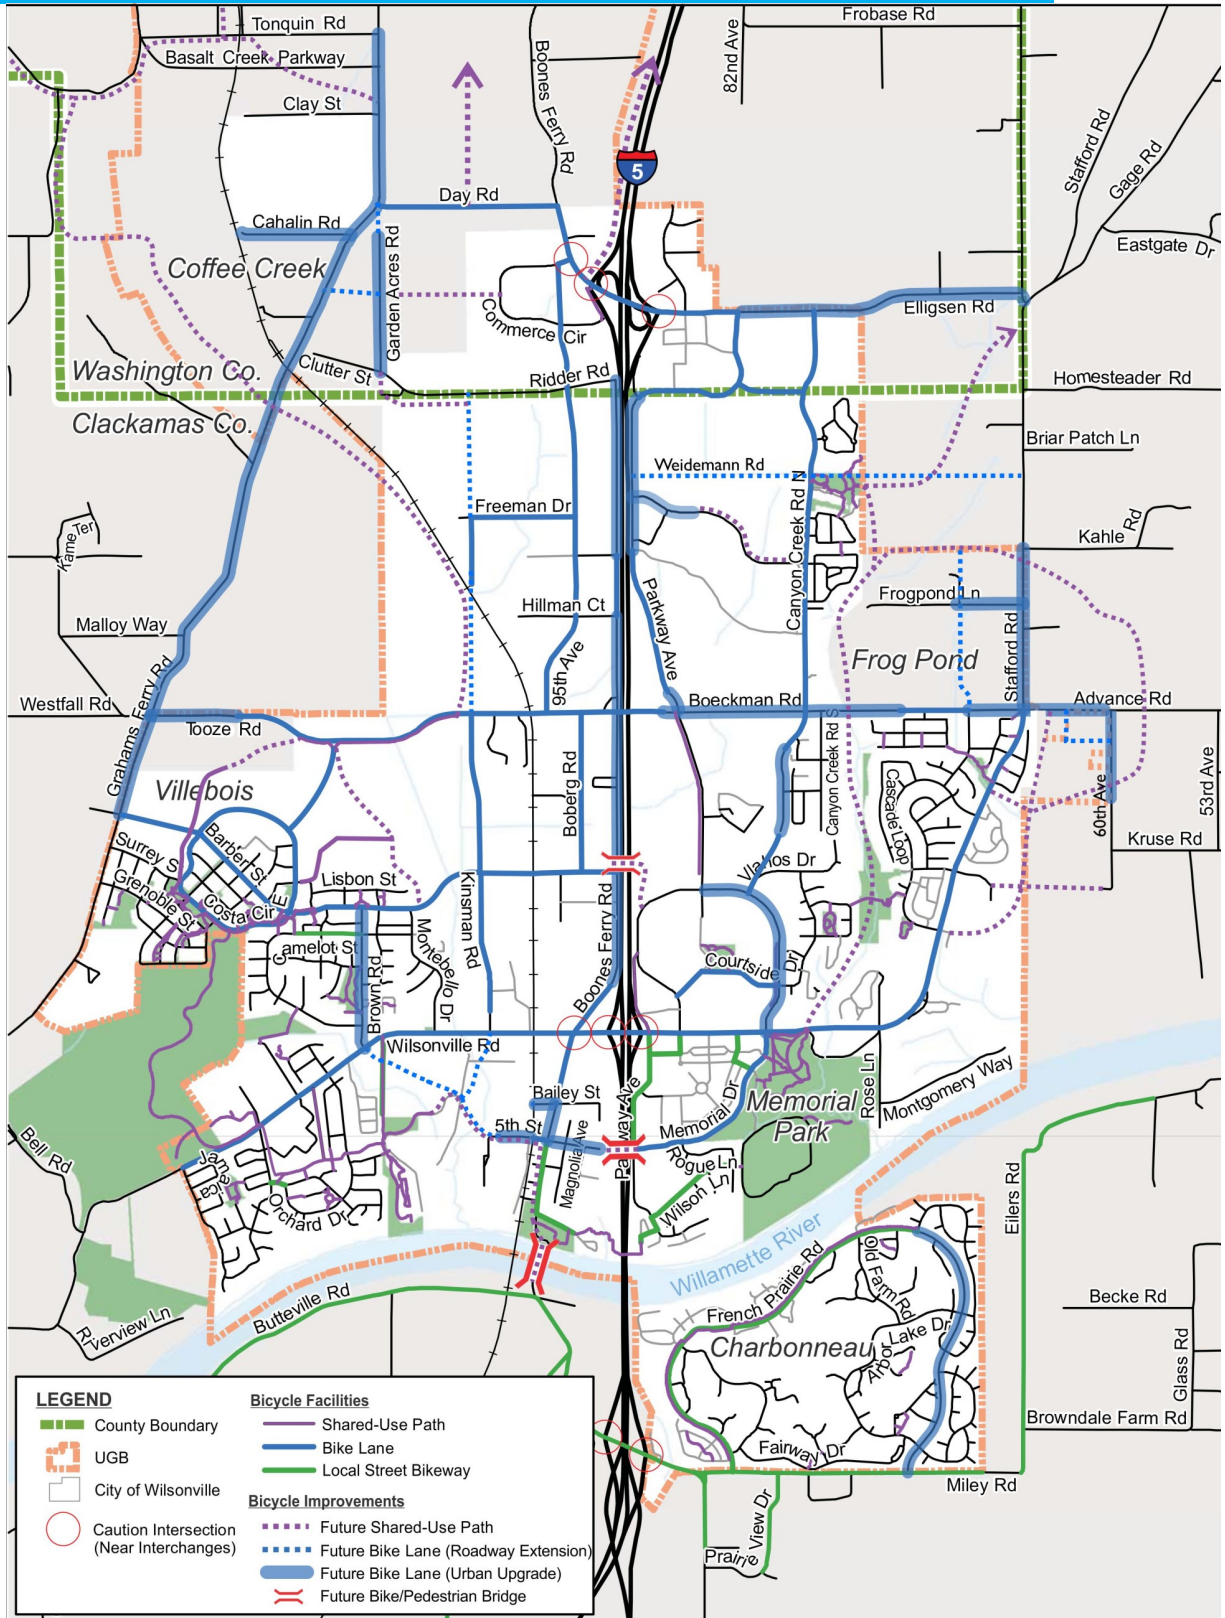 Tonquin Rd
Frobase Rd
82nd Ave
Basalt Creek Parkway
Boones Ferry Rd
Clay St
Stafford Rd
Gage Rd
5
Day Rd
Cahalin Rd
Eastgate Dr
Coffee Creek
Garden Acres Rd
Elligsen Rd
Commerce Cir
Washington Co.
Clutter St
Ridder Rd
Homesteader Rd
Clackamas Co.
Briar Patch Ln
Weidemann Rd
Canyon Creek Rd N
Freeman Dr
Kame Ter
Kahle Rd
Frogpond Ln
Hillman Ct
Parkway Ave
Malloy Way
95th Ave
Frog Pond
Stafford Rd
Grahams Ferry Rd
Westfall Rd
Boeckman Rd
Advance Rd
Tooze Rd
Canyon Creek Rd S
Villebois
Boberg Rd
Cascade Loop
60th Ave
53rd Ave
Barber St
Surrey S
Kruse Rd
Vlahos Dr
Grenoble St
Lisbon St
Costa Cir E
Kinsman Rd
Boones Ferry Rd
Camelot St
Montebello Dr
Brown Rd
Courtside Dr
Wilsonville Rd
Rose Ln
Montgomery Way
Bailey St
Parkway Ave
Memorial Dr
Memorial
Park
5th St
Magnolia Ave
Bell Rd
Rogue Ln
Jamaica
Wilson Ln
Orchard Dr
Eilers Rd
Willamette River
Old Farm Rd
French Prairie Rd
Butteville Rd
Becke Rd
Riverview Ln
Arbor Lake Dr
Charbonneau
Glass Rd
Browndale Farm Rd
Fairway Dr
Miley Rd
Prairie View Dr
LEGEND
County Boundary
UGB
City of Wilsonville
Caution Intersection
(Near Interchanges)
Bicycle Facilities
Shared-Use Path
Bike Lane
Local Street Bikeway
Bicycle Improvements
Future Shared-Use Path
Future Bike Lane (Roadway Extension)
Future Bike Lane (Urban Upgrade)
Future Bike/Pedestrian Bridge